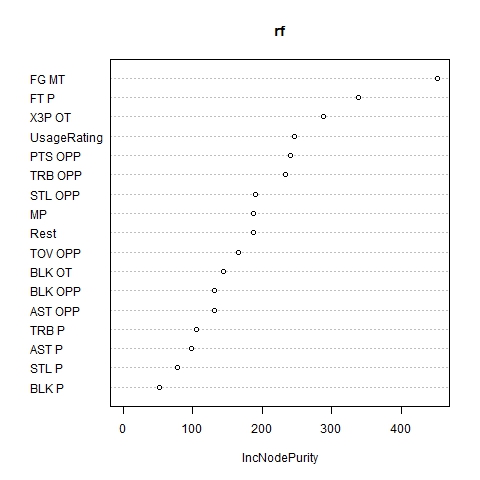 rf
FG MT
FT P
X3P OT
UsageRating
PTS OPP
TRB OPP
STL OPP
MP
Rest
TOV OPP
BLK OT
BLK OPP
AST OPP
TRB P
AST P
STL P
BLK P
0 100 200 300 400
IncNodePurity